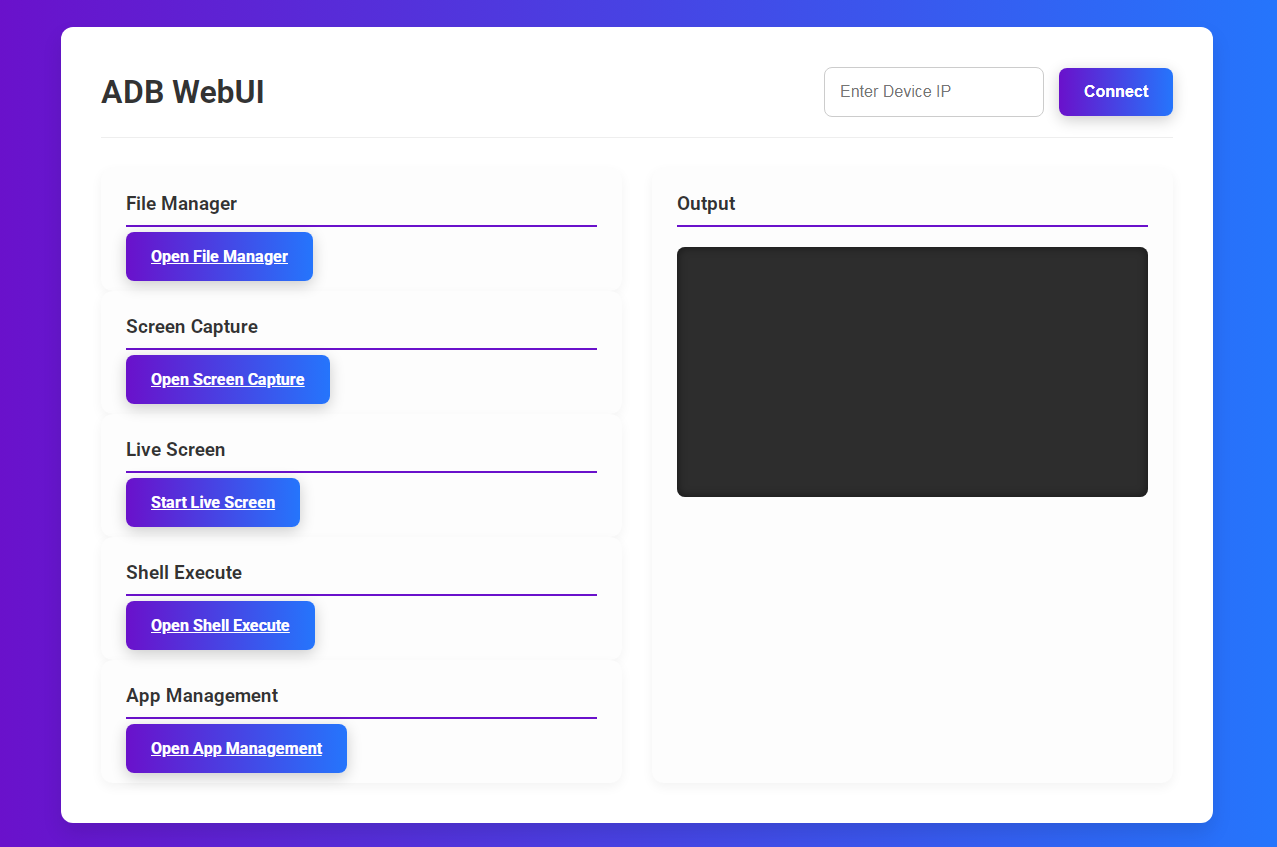 ADB WebUI
Enter Device IP
Connect
File Manager
Open File Manager
Screen Capture
Open Screen Capture
Live Screen
Start Live Screen
Shell Execute
Open Shell Execute
App Management
Open App Management
Output